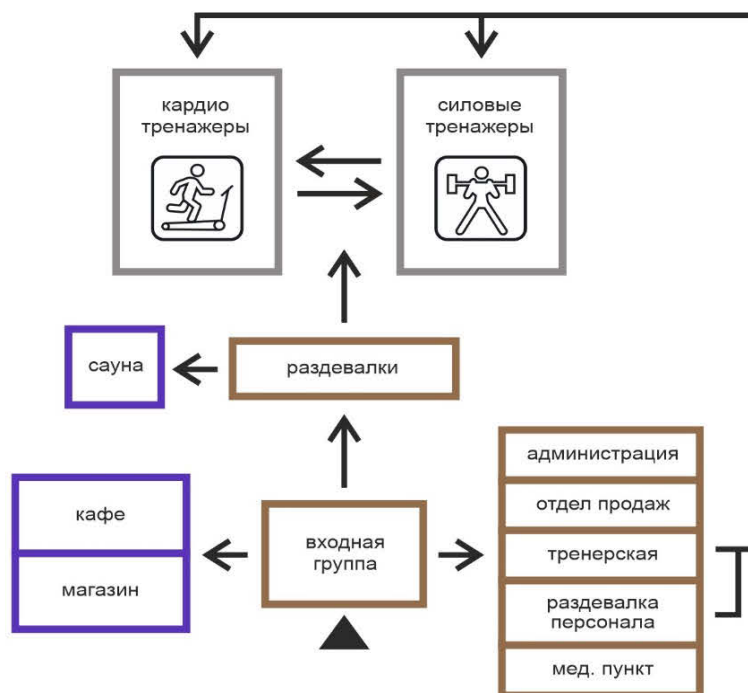 кардио
тренажеры
силовые
тренажеры
сауна
раздевалки
кафе
магазин
входная
группа
администрация
отдел продаж
тренерская
раздевалка
персонала
мед. пункт